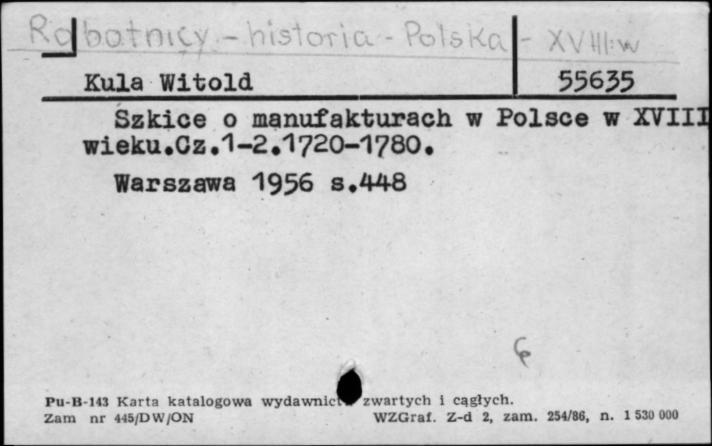 Robotnicy - historia - Polska - XVIII w
Kula Witold 55635
Szkice o manufakturach w Polsce w XVIII
wieku.Cz.1-2.1720-1780.
Warszawa 1956 s.448
Pu-B-143 Karta katalogowa wydawnictw zwartych i ciągłych.
Zam nr 445/DW/ON WZGraf. Z-d 2, zam. 254/86, n. 1 530 000